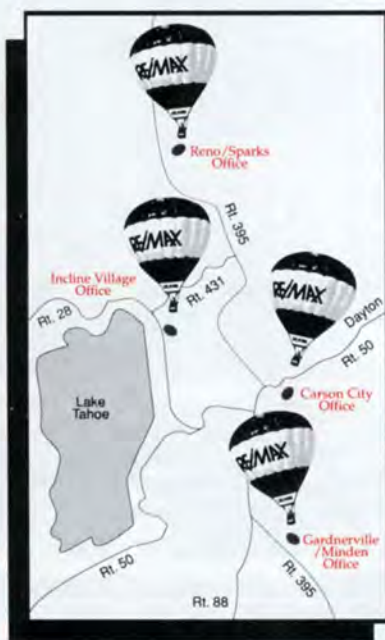 RE/MAX
Reno/Sparks
Office
Rt. 395
RE/MAX
Incline Village
Office
Rt. 431
Rt. 28
RE/MAX
Dayton
Rt. 50
Lake
Tahoe
Carson City
Office
RE/MAX
Gardnerville
/Minden
Office
Rt. 50
Rt. 395
Rt. 88